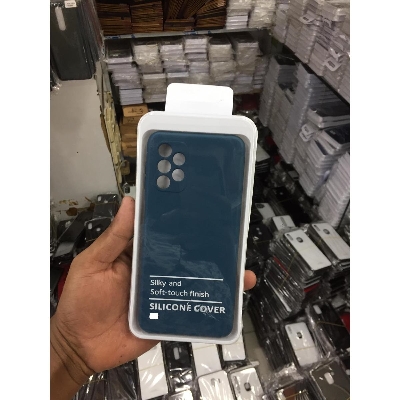 Silky and
Soft-touch finish
SILICONE COVER